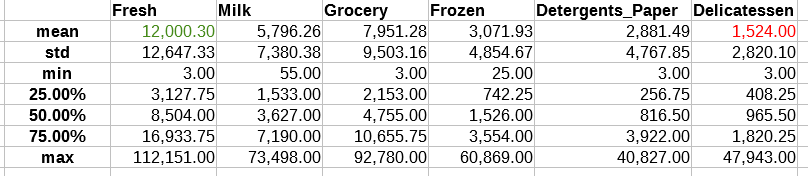 Fresh Milk Grocery Frozen Detergents_Paper Delicatessen
mean 12,000.30 5,796.26 7,951.28 3,071.93 2,881.49 1,524.00
std 12,647.33 7,380.38 9,503.16 4,854.67 4,767.85 2,820.10
min 3.00 55.00 3.00 25.00 3.00 3.00
25.00% 3,127.75 1,533.00 2,153.00 742.25 256.75 408.25
50.00% 8,504.00 3,627.00 4,755.00 1,526.00 816.50 965.50
75.00% 16,933.75 7,190.00 10,655.75 3,554.00 3,922.00 1,820.25
max 112,151.00 73,498.00 92,780.00 60,869.00 40,827.00 47,943.00